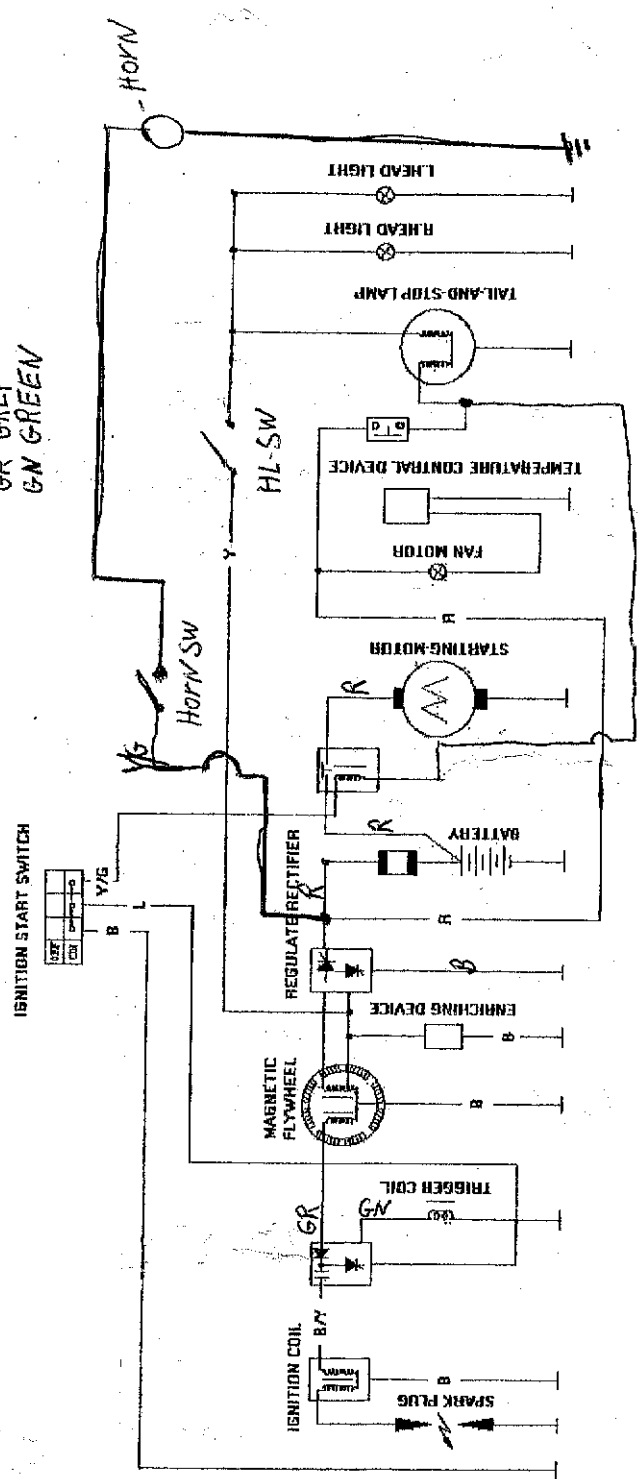 - HORN
GN GREEN
L.HEAD LIGHT
R.HEAD LIGHT
TAIL-AND-STOP LAMP
HL-SW
TEMPERATURE CONTRAL DEVICE
FAN MOTOR
Y
R
Horn SW
STARTING-MOTOR
Y/G
R
IGNITION START SWITCH
OFF
ON
Y/G
L
B
BATTERY
R
R
R
REGULATE RECTIFIER
B
ENRICHING DEVICE
B
MAGNETIC
FLYWHEEL
B
TRIGGER COIL
GN
GR
B/Y
IGNITION COIL
B
SPARK PLUG